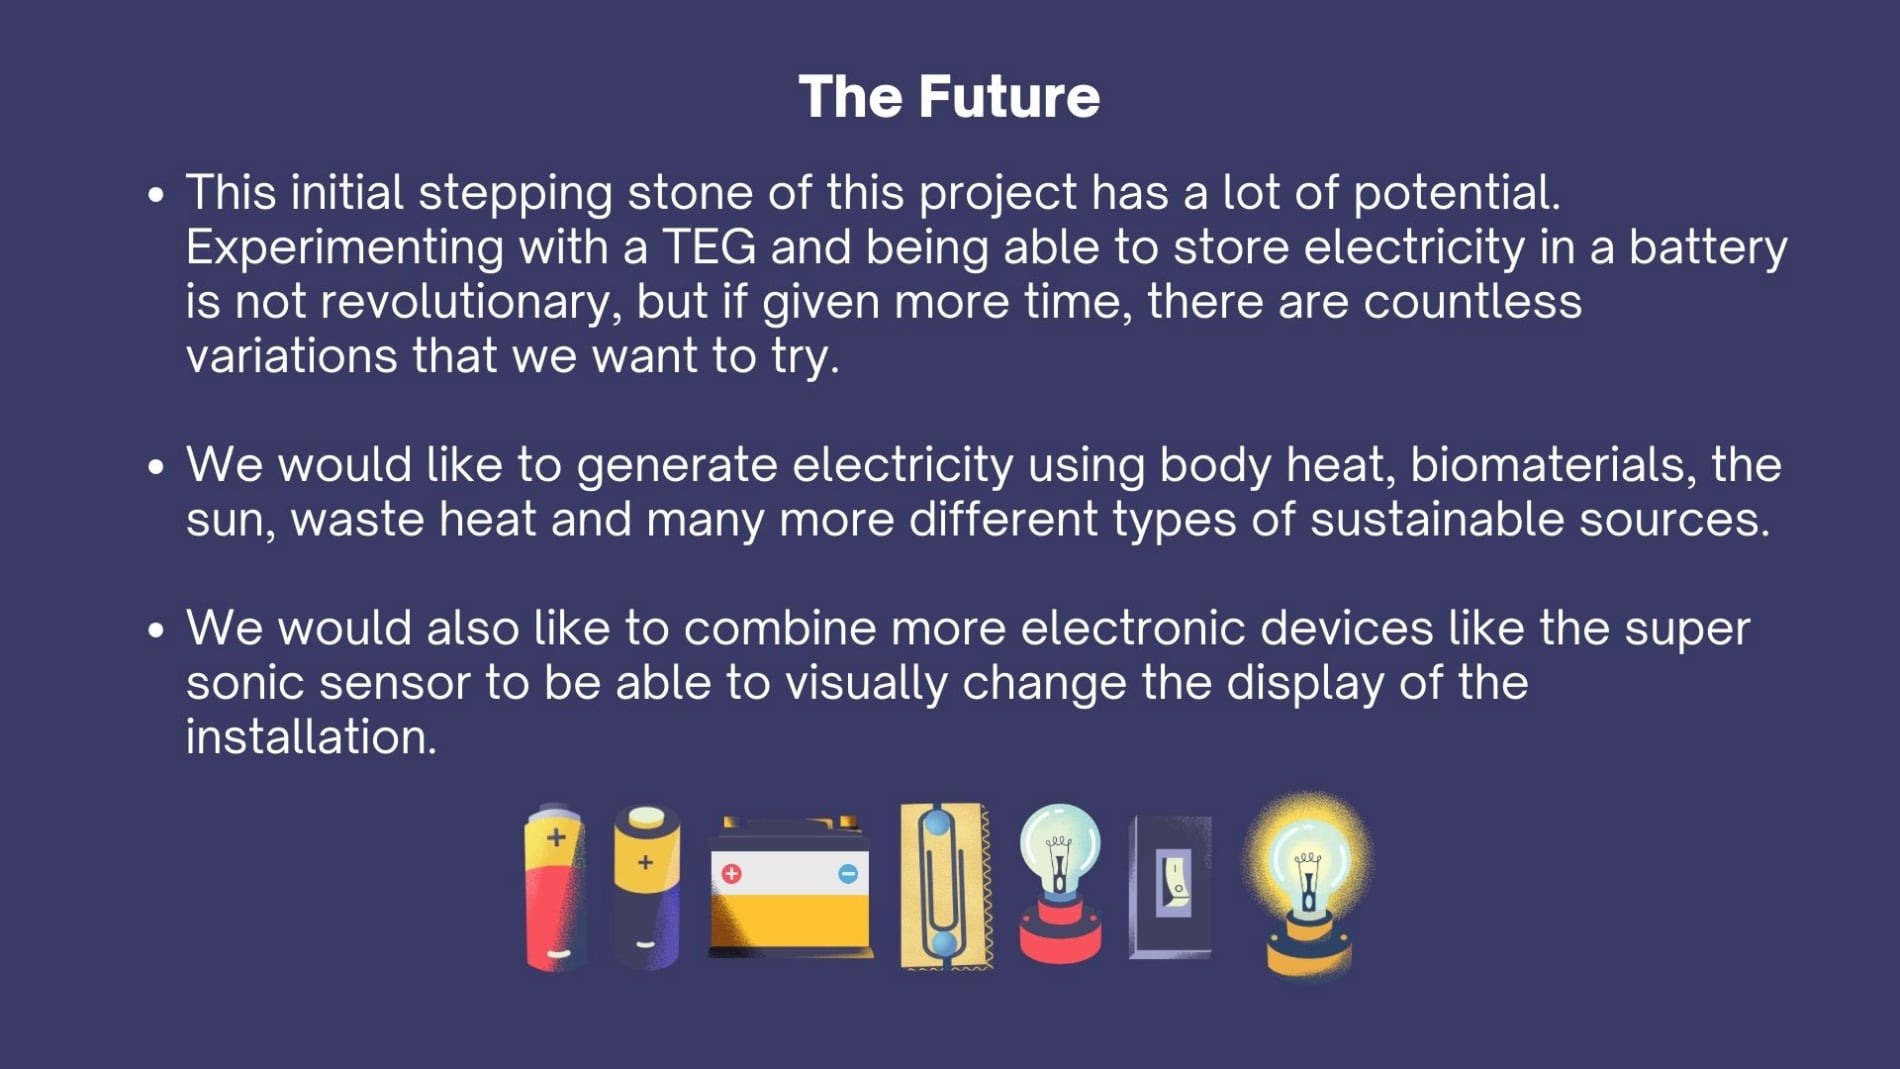 The Future
• This initial stepping stone of this project has a lot of potential.
Experimenting with a TEG and being able to store electricity in a battery
is not revolutionary, but if given more time, there are countless
variations that we want to try.
• We would like to generate electricity using body heat, biomaterials, the
sun, waste heat and many more different types of sustainable sources.
• We would also like to combine more electronic devices like the super
sonic sensor to be able to visually change the display of the
installation.